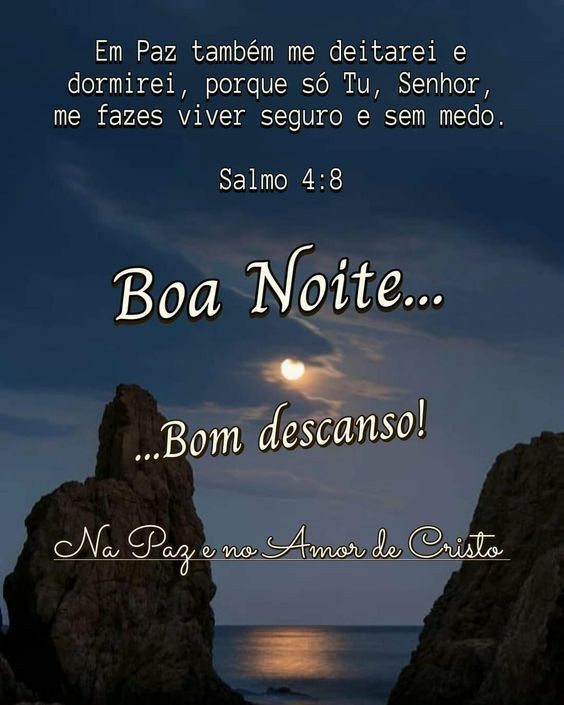 Em Paz também me deitarei e
dormirei, porque só Tu, Senhor,
me fazes viver seguro e sem medo.
Salmo 4:8
Boa Noite...
...Bom descanso!
Na Paz e no Amor de Cristo